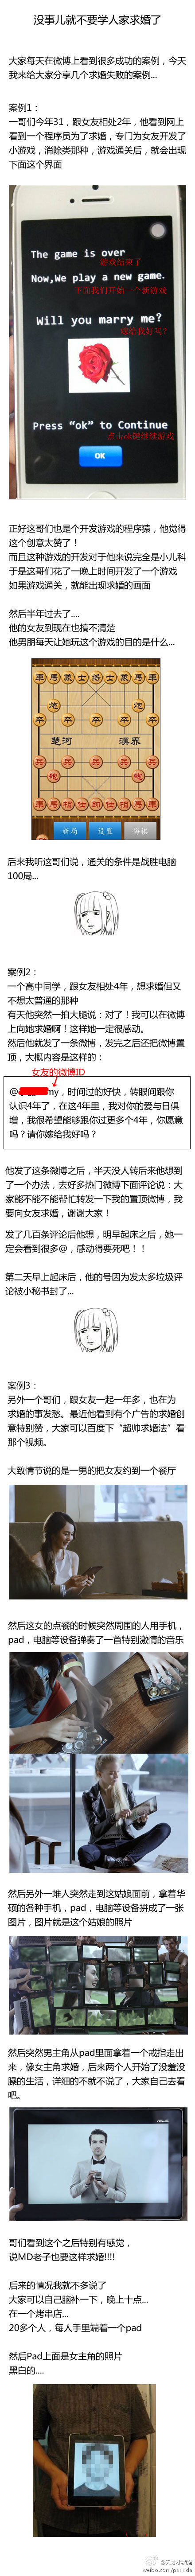 没事儿就不要学人家求婚了
大家每天在微博上看到很多成功的案例，今天
我来给大家分享几个求婚失败的案例...
案例1：
一哥们今年31，跟女友相处2年，他看到网上
看到一个程序员为了求婚，专门为女友开发了
小游戏，消除类那种，游戏通关后，就会出现
下面这个界面
The game is over
游戏结束了
Now,We play a new game.
下面我们开始一个新游戏
Will you marry me?
嫁给我好吗？
Press “ok” to Continue
点击ok键继续游戏
OK
正好这哥们也是个开发游戏的程序猿，他觉得
这个创意太赞了！
而且这种游戏的开发对于他来说完全是小儿科
于是这哥们花了一晚上时间开发了一个游戏
如果游戏通关，就能出现求婚的画面
然后半年过去了....
他的女友到现在也搞不清楚
他男朋每天让她玩这个游戏的目的是什么...
楚河 汉界
新局 设置 悔棋
后来我听这哥们说，通关的条件是战胜电脑
100局...
案例2：
一个高中同学，跟女友相处4年，想求婚但又
不想太普通的那种
有天他突然一拍大腿说：对了！我可以在微博
上向她求婚啊！这样她一定很感动。
然后他就发了一条微博，发完之后还把微博置
顶，大概内容是这样的：
女友的微博ID
my，时间过的好快，转眼间跟你
认识4年了，在这4年里，我对你的爱与日俱
增，我很希望能够跟你过更多个4年，你愿意
吗？请你嫁给我好吗？
他发了这条微博之后，半天没人转后来他想到
了一个办法，去好多热门微博下面评论说：大
家能不能不能帮忙转发一下我的置顶微博，我
要向女友求婚，谢谢大家！
发了几百条评论后他想，明早起床之后，她一
定会看到很多@，感动得要死吧！！
第二天早上起床后，他的号因为发太多垃圾评
论被小秘书封了...
案例3：
另外一个哥们，跟女友一起一年多，也在为
求婚的事发愁。最近他看到有个广告的求婚创
意特别赞，大家可以百度下“超帅求婚法”看
那个视频。
大致情节说的是一男的把女友约到一个餐厅
然后这女的点餐的时候突然周围的人用手机，
pad，电脑等设备弹奏了一首特别激情的音乐
然后另外一堆人突然走到这姑娘面前，拿着华
硕的各种手机，pad，电脑等设备拼成了一张
图片，图片就是这个姑娘的照片
然后突然男主角从pad里面拿着一个戒指走出
来，像女主角求婚，后来两个人开始了没羞没
臊的生活，详细的不就不说了，大家自己去看
吧。
ASUS
哥们看到这个之后特别有感觉，
说MD老子也要这样求婚!!!!
后来的情况我就不多说了
大家可以自己脑补一下，晚上十点...
在一个烤串店...
20多个人，每人手里端着一个pad
然后Pad上面是女主角的照片
黑白的....